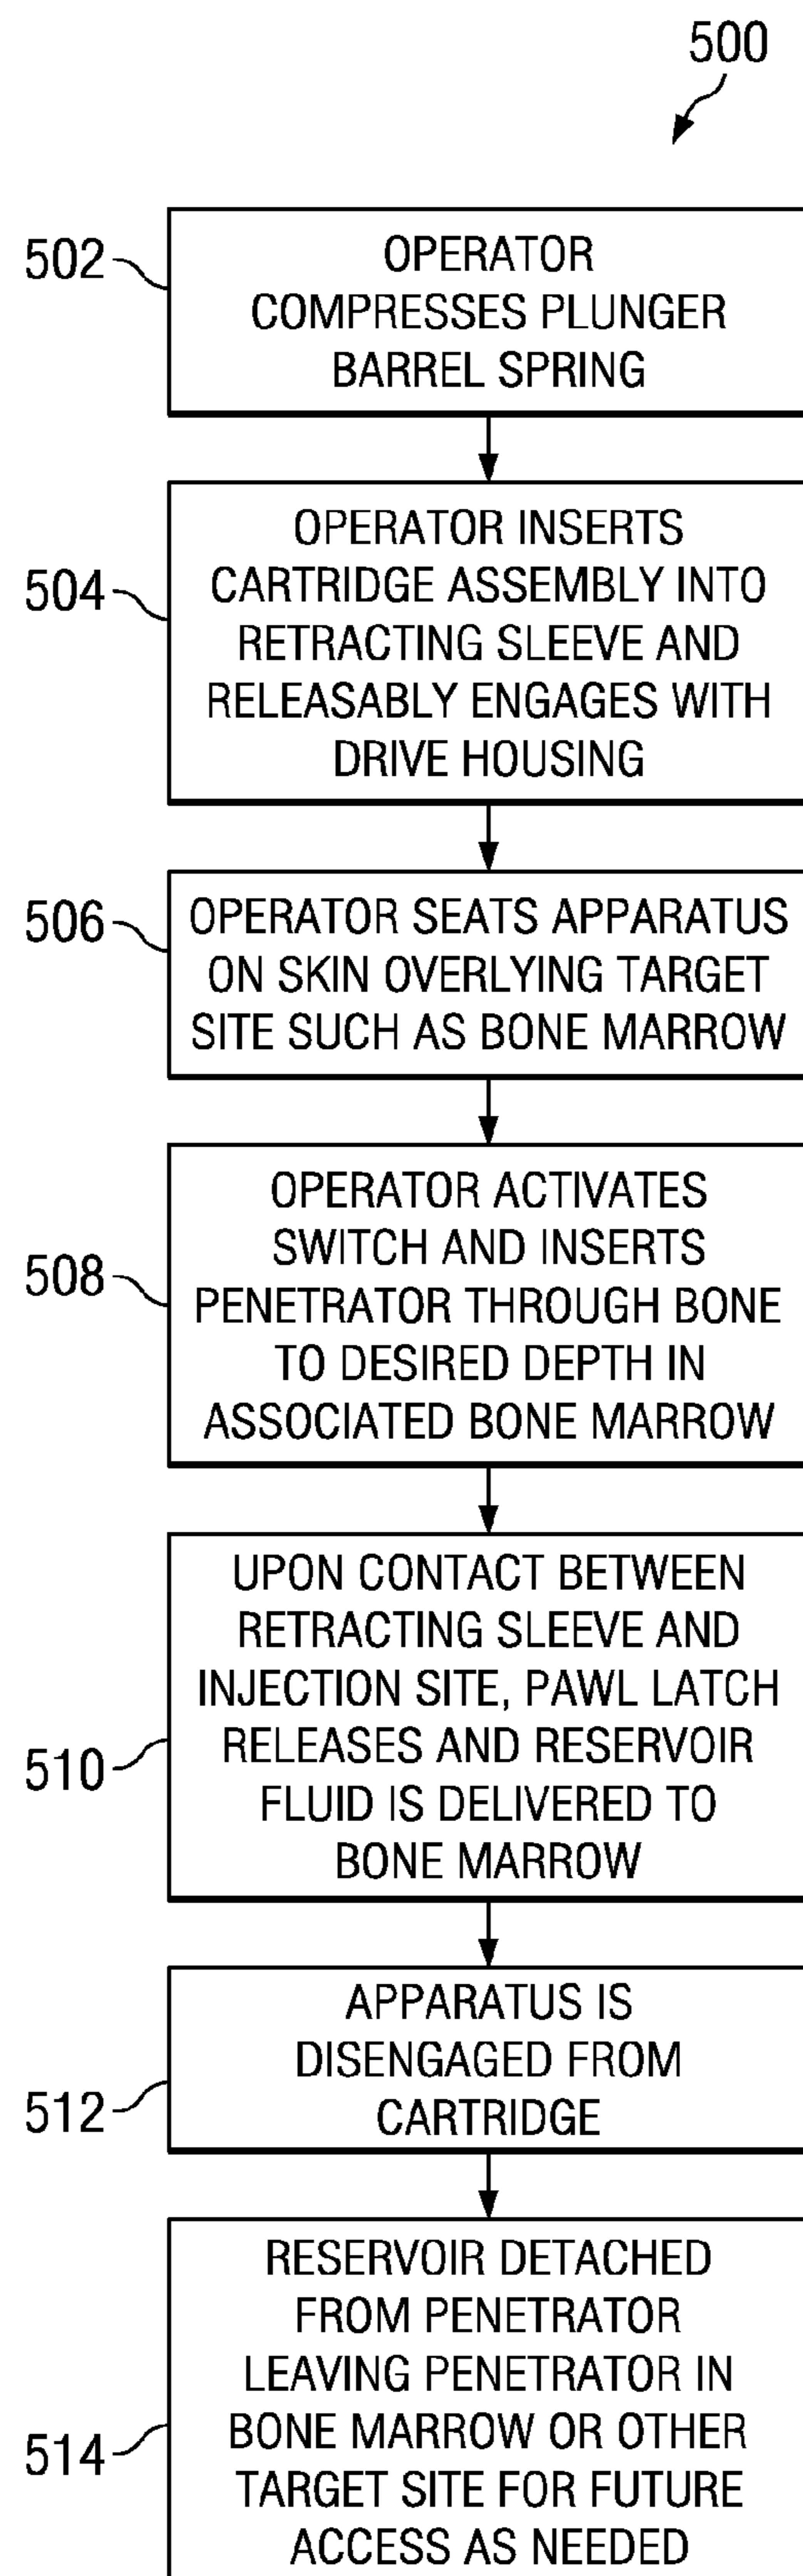 500
502
OPERATOR
COMPRESSES PLUNGER
BARREL SPRING
504
OPERATOR INSERTS
CARTRIDGE ASSEMBLY INTO
RETRACTING SLEEVE AND
RELEASABLY ENGAGES WITH
DRIVE HOUSING
506
OPERATOR SEATS APPARATUS
ON SKIN OVERLYING TARGET
SITE SUCH AS BONE MARROW
508
OPERATOR ACTIVATES
SWITCH AND INSERTS
PENETRATOR THROUGH BONE
TO DESIRED DEPTH IN
ASSOCIATED BONE MARROW
510
UPON CONTACT BETWEEN
RETRACTING SLEEVE AND
INJECTION SITE, PAWL LATCH
RELEASES AND RESERVOIR
FLUID IS DELIVERED TO
BONE MARROW
512
APPARATUS IS
DISENGAGED FROM
CARTRIDGE
514
RESERVOIR DETACHED
FROM PENETRATOR
LEAVING PENETRATOR IN
BONE MARROW OR OTHER
TARGET SITE FOR FUTURE
ACCESS AS NEEDED